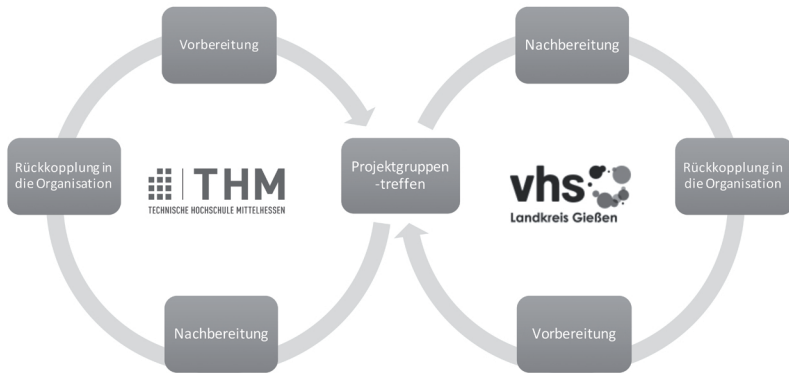 Vorbereitung
Nachbereitung
Rückkopplung in
die Organisation
THM
TECHNISCHE HOCHSCHULE MITTELHESSEN
Projektgruppen
-treffen
vhs
Landkreis Gießen
Rückkopplung in
die Organisation
Nachbereitung
Vorbereitung